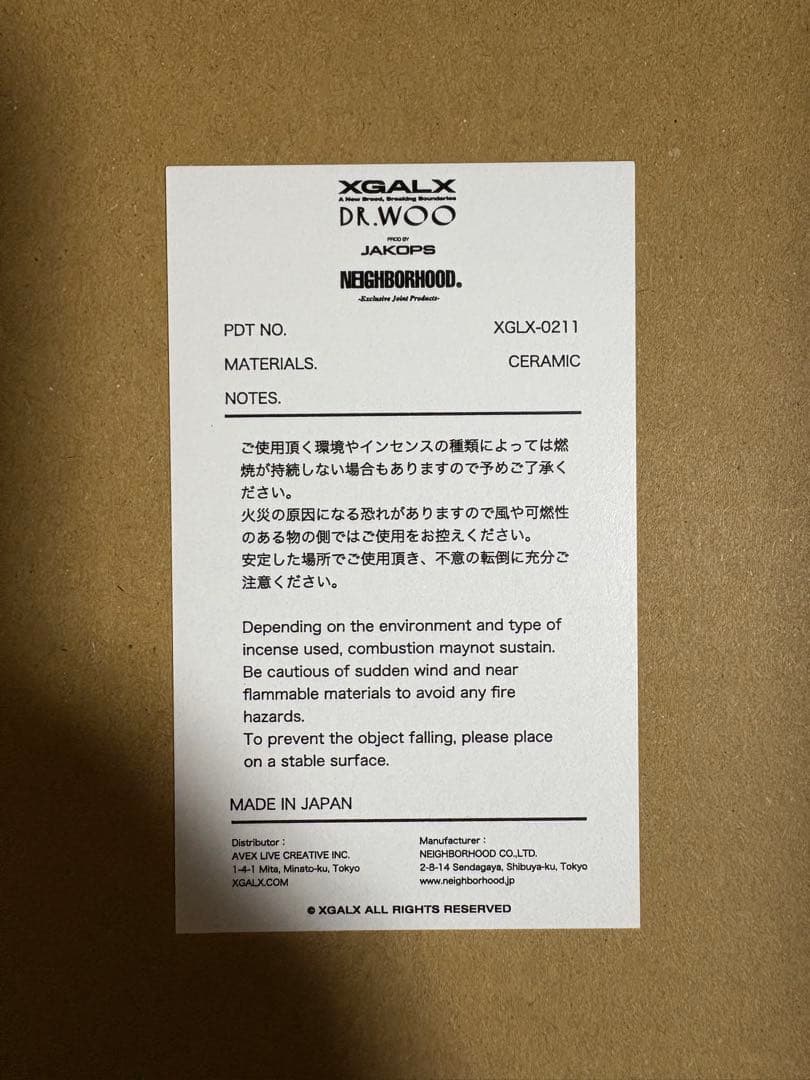 XGALX
A New Breed, Breaking Boundaries
DR.WOO
PROD BY
JAKOPS
NEIGHBORHOOD®
-Exclusive Joint Products-
PDT NO. XGLX-0211
MATERIALS. CERAMIC
NOTES.
ご使用頂く環境やインセンスの種類によっては燃
焼が持続しない場合もありますので予めご了承く
ださい。
火災の原因になる恐れがありますので風や可燃性
のある物の側ではご使用をお控えください。
安定した場所でご使用頂き、不意の転倒に充分ご
注意ください。
Depending on the environment and type of
incense used, combustion maynot sustain.
Be cautious of sudden wind and near
flammable materials to avoid any fire
hazards.
To prevent the object falling, please place
on a stable surface.
MADE IN JAPAN
Distributor :
AVEX LIVE CREATIVE INC.
1-4-1 Mita, Minato-ku, Tokyo
XGALX.COM
Manufacturer :
NEIGHBORHOOD CO.,LTD.
2-8-14 Sendagaya, Shibuya-ku, Tokyo
www.neighborhood.jp
© XGALX ALL RIGHTS RESERVED